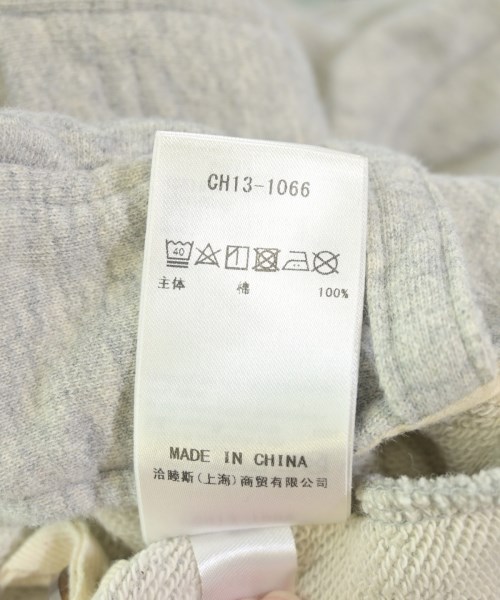 CH13-1066
40
主体 棉 100%
MADE IN CHINA
洽睦斯(上海)商贸有限公司